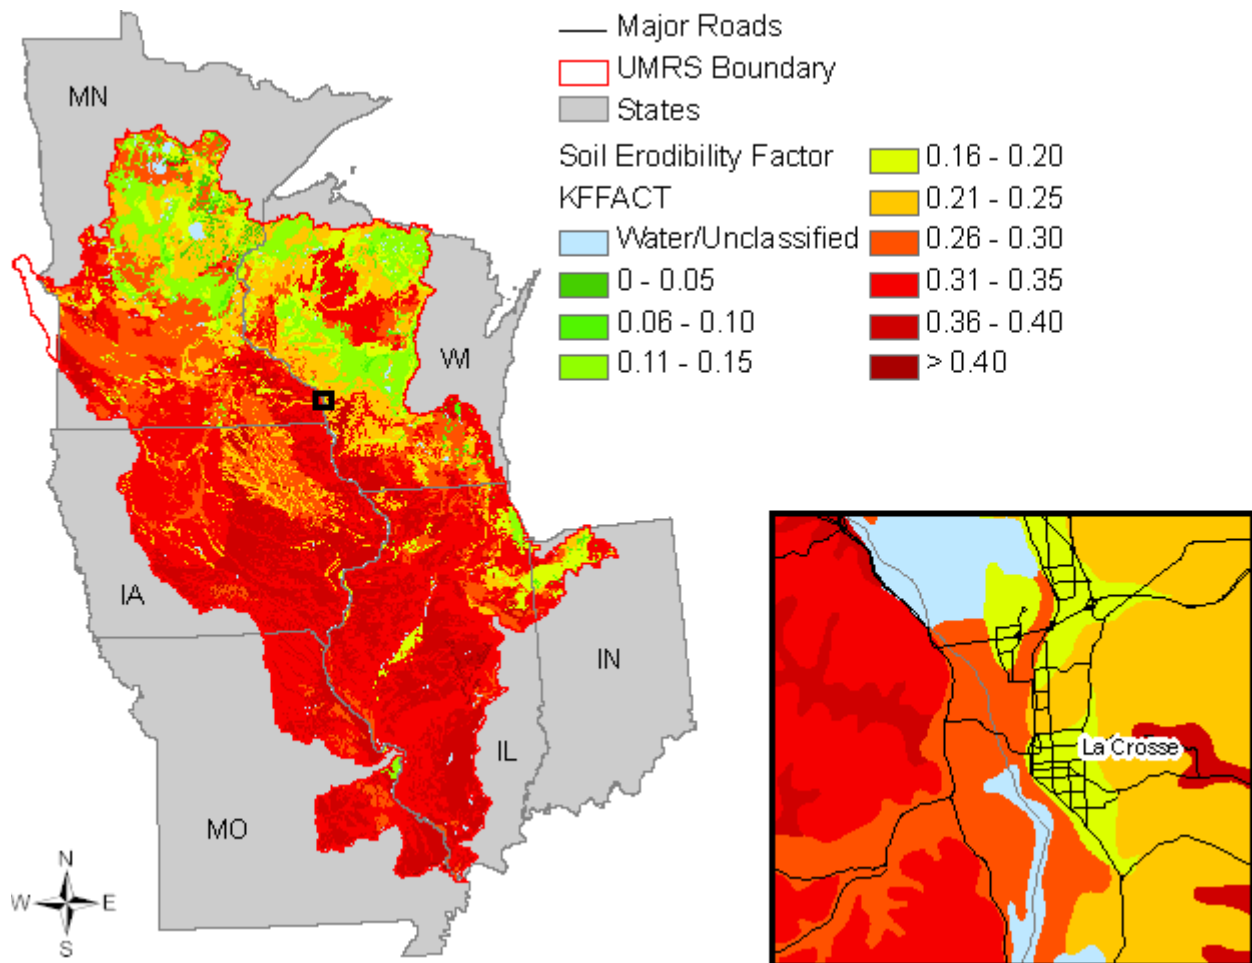 Major Roads
UMRS Boundary
States
Soil Erodibility Factor
KFFACT
Water/Unclassified
0 - 0.05
0.06 - 0.10
0.11 - 0.15
0.16 - 0.20
0.21 - 0.25
0.26 - 0.30
0.31 - 0.35
0.36 - 0.40
> 0.40
MN
WI
IA
IN
IL
MO
N
W E
S
La Crosse